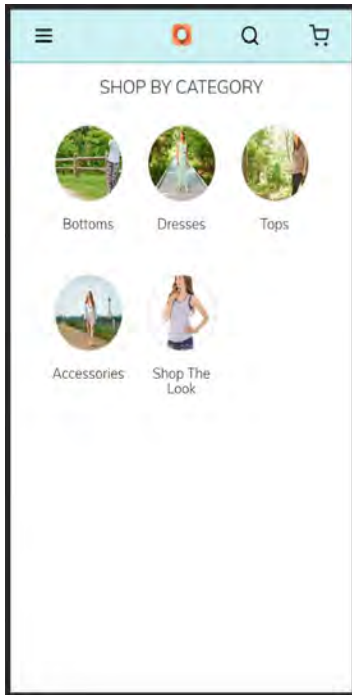 SHOP BY CATEGORY
Bottoms
Dresses
Tops
Accessories
Shop The
Look